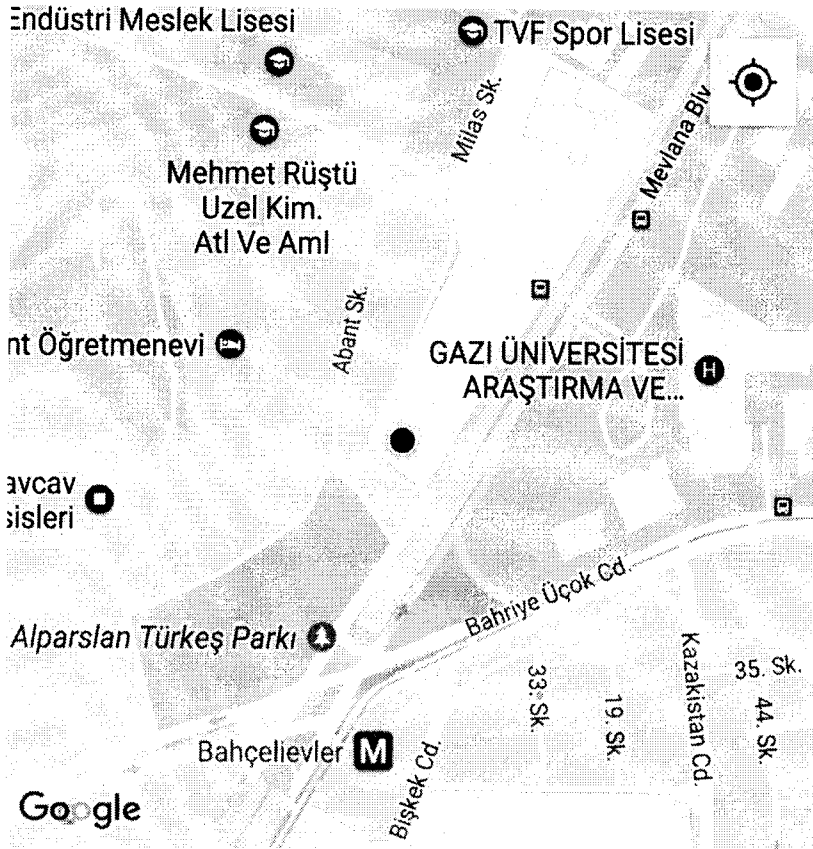 Endüstri Meslek Lisesi
TVF Spor Lisesi
Milas Sk.
Mevlana Blv
Mehmet Rüştü
Uzel Kim.
Atl Ve Aml
Abant Sk.
nt Öğretmenevi
GAZI ÜNİVERSİTESİ
ARAŞTIRMA VE...
H
avcav
sisleri
Bahriye Üçok Cd.
Alparslan Türkeş Parkı
33. Sk.
19. Sk.
Kazakistan Cd.
35. Sk.
44. Sk.
Bahçelievler M
Bişkek Cd.
Google